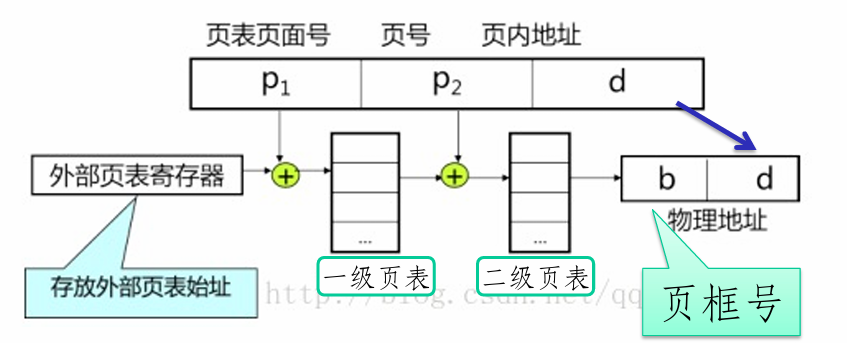 页表页面号 页号 页内地址
p₁ p₂ d
外部页表寄存器 + + b d
... ... 物理地址
存放外部页表始址 一级页表 二级页表 页框号
http://blog.csdn.net/qq